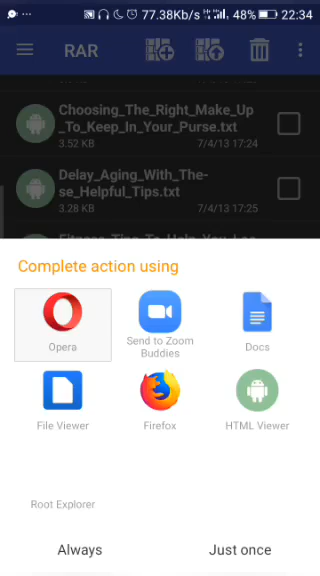 77.38Kb/s 48% 22:34
RAR
Choosing_The_Right_Make_Up
_To_Keep_In_Your_Purse.txt
3.52 KB 7/4/13 17:24
Delay_Aging_With_The-
se_Helpful_Tips.txt
3.28 KB 7/4/13 17:25
Complete action using
Opera
Send to Zoom
Buddies
Docs
File Viewer
Firefox
HTML Viewer
Root Explorer
Always
Just once